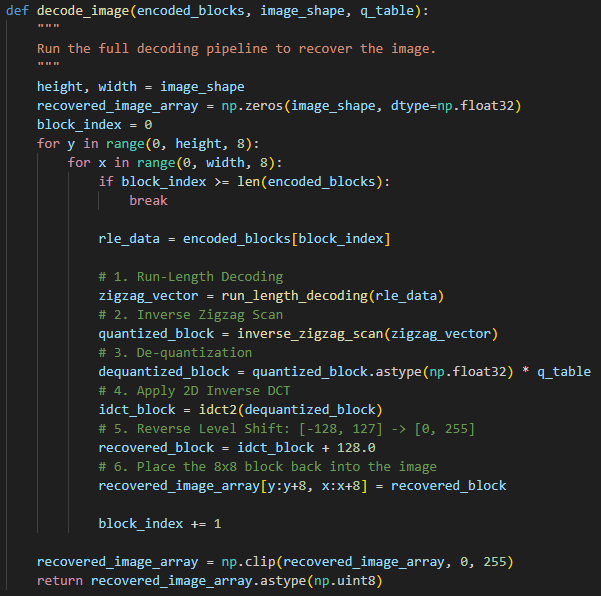 def decode_image(encoded_blocks, image_shape, q_table):
    """
    Run the full decoding pipeline to recover the image.
    """
    height, width = image_shape
    recovered_image_array = np.zeros(image_shape, dtype=np.float32)
    block_index = 0
    for y in range(0, height, 8):
        for x in range(0, width, 8):
            if block_index >= len(encoded_blocks):
                break

            rle_data = encoded_blocks[block_index]

            # 1. Run-Length Decoding
            zigzag_vector = run_length_decoding(rle_data)
            # 2. Inverse Zigzag Scan
            quantized_block = inverse_zigzag_scan(zigzag_vector)
            # 3. De-quantization
            dequantized_block = quantized_block.astype(np.float32) * q_table
            # 4. Apply 2D Inverse DCT
            idct_block = idct2(dequantized_block)
            # 5. Reverse Level Shift: [-128, 127] -> [0, 255]
            recovered_block = idct_block + 128.0
            # 6. Place the 8x8 block back into the image
            recovered_image_array[y:y+8, x:x+8] = recovered_block

            block_index += 1

    recovered_image_array = np.clip(recovered_image_array, 0, 255)
    return recovered_image_array.astype(np.uint8)